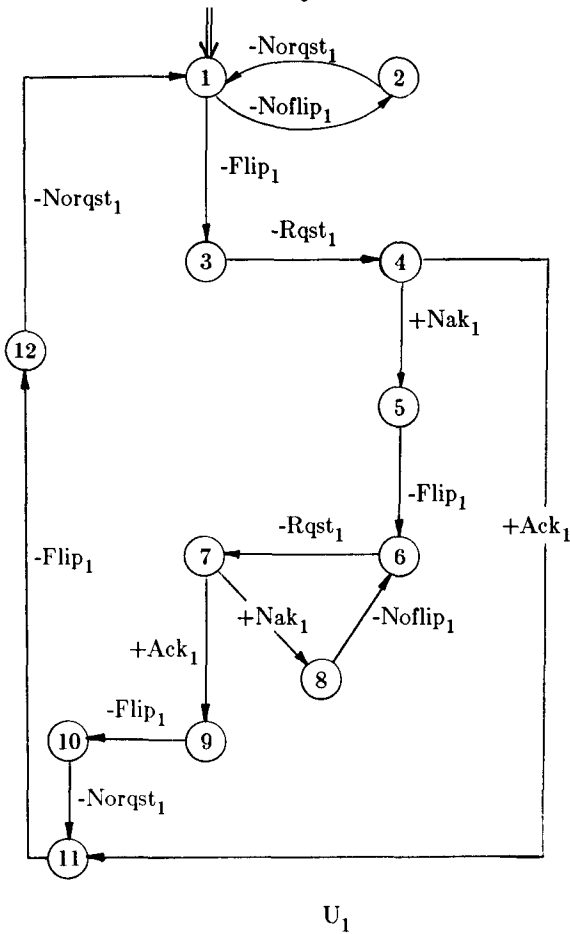 -Norqst₁
1
2
-Noflip₁
-Flip₁
-Norqst₁
-Rqst₁
3
4
+Nak₁
12
5
-Flip₁
-Rqst₁
+Ack₁
7
6
-Flip₁
+Nak₁
-Noflip₁
+Ack₁
8
-Flip₁
10
9
-Norqst₁
11
U₁